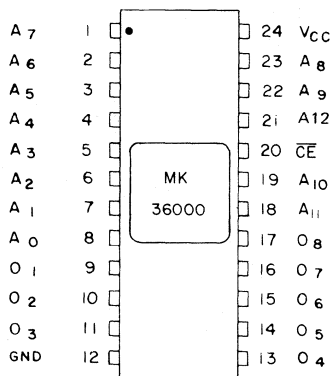 A7 1 24 VCC
A6 2 23 A8
A5 3 22 A9
A4 4 21 A12
A3 5 20 C̅E̅
A2 6 MK 19 A10
A1 7 36000 18 A11
A0 8 17 O8
O1 9 16 O7
O2 10 15 O6
O3 11 14 O5
GND 12 13 O4